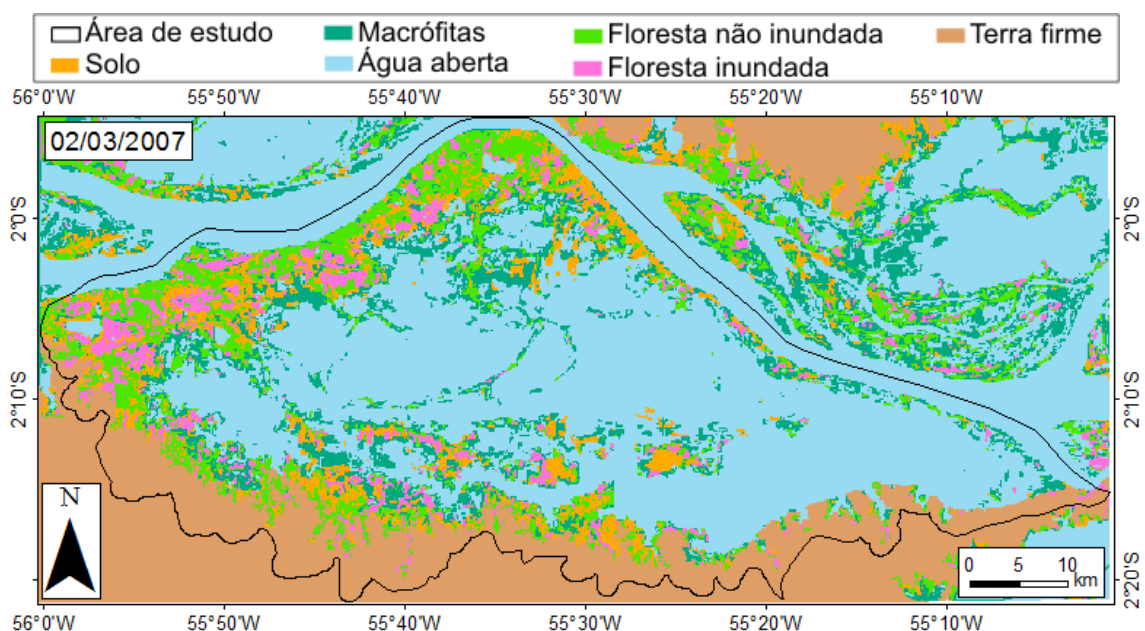 Área de estudo Macrófitas Floresta não inundada Terra firme
Solo Água aberta Floresta inundada
56°0'W 55°50'W 55°40'W 55°30'W 55°20'W 55°10'W
02/03/2007
2°0'S 2°0'S
2°10'S 2°10'S
N
0 5 10
km
2°20'S
56°0'W 55°50'W 55°40'W 55°30'W 55°20'W 55°10'W